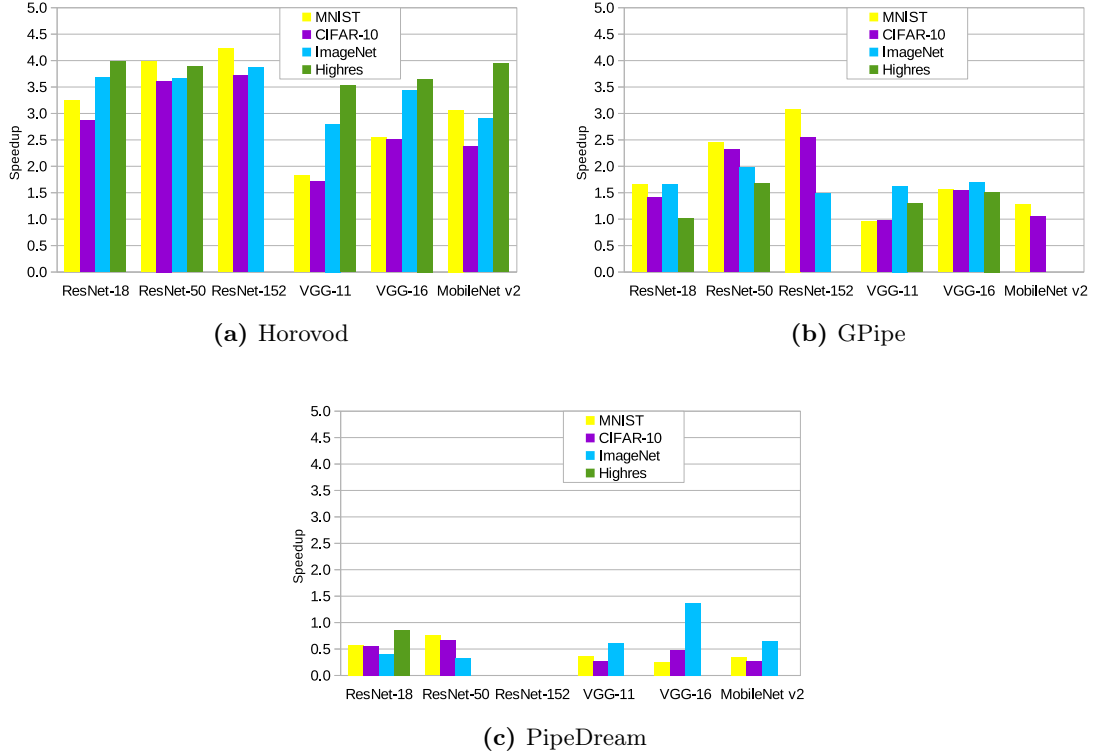 MNIST
CIFAR-10
ImageNet
Highres
Speedup
5.0
4.5
4.0
3.5
3.0
2.5
2.0
1.5
1.0
0.5
0.0
ResNet-18 ResNet-50 ResNet-152 VGG-11 VGG-16 MobileNet v2
(a) Horovod
MNIST
CIFAR-10
ImageNet
Highres
Speedup
5.0
4.5
4.0
3.5
3.0
2.5
2.0
1.5
1.0
0.5
0.0
ResNet-18 ResNet-50 ResNet-152 VGG-11 VGG-16 MobileNet v2
(b) GPipe
MNIST
CIFAR-10
ImageNet
Highres
Speedup
5.0
4.5
4.0
3.5
3.0
2.5
2.0
1.5
1.0
0.5
0.0
ResNet-18 ResNet-50 ResNet-152 VGG-11 VGG-16 MobileNet v2
(c) PipeDream